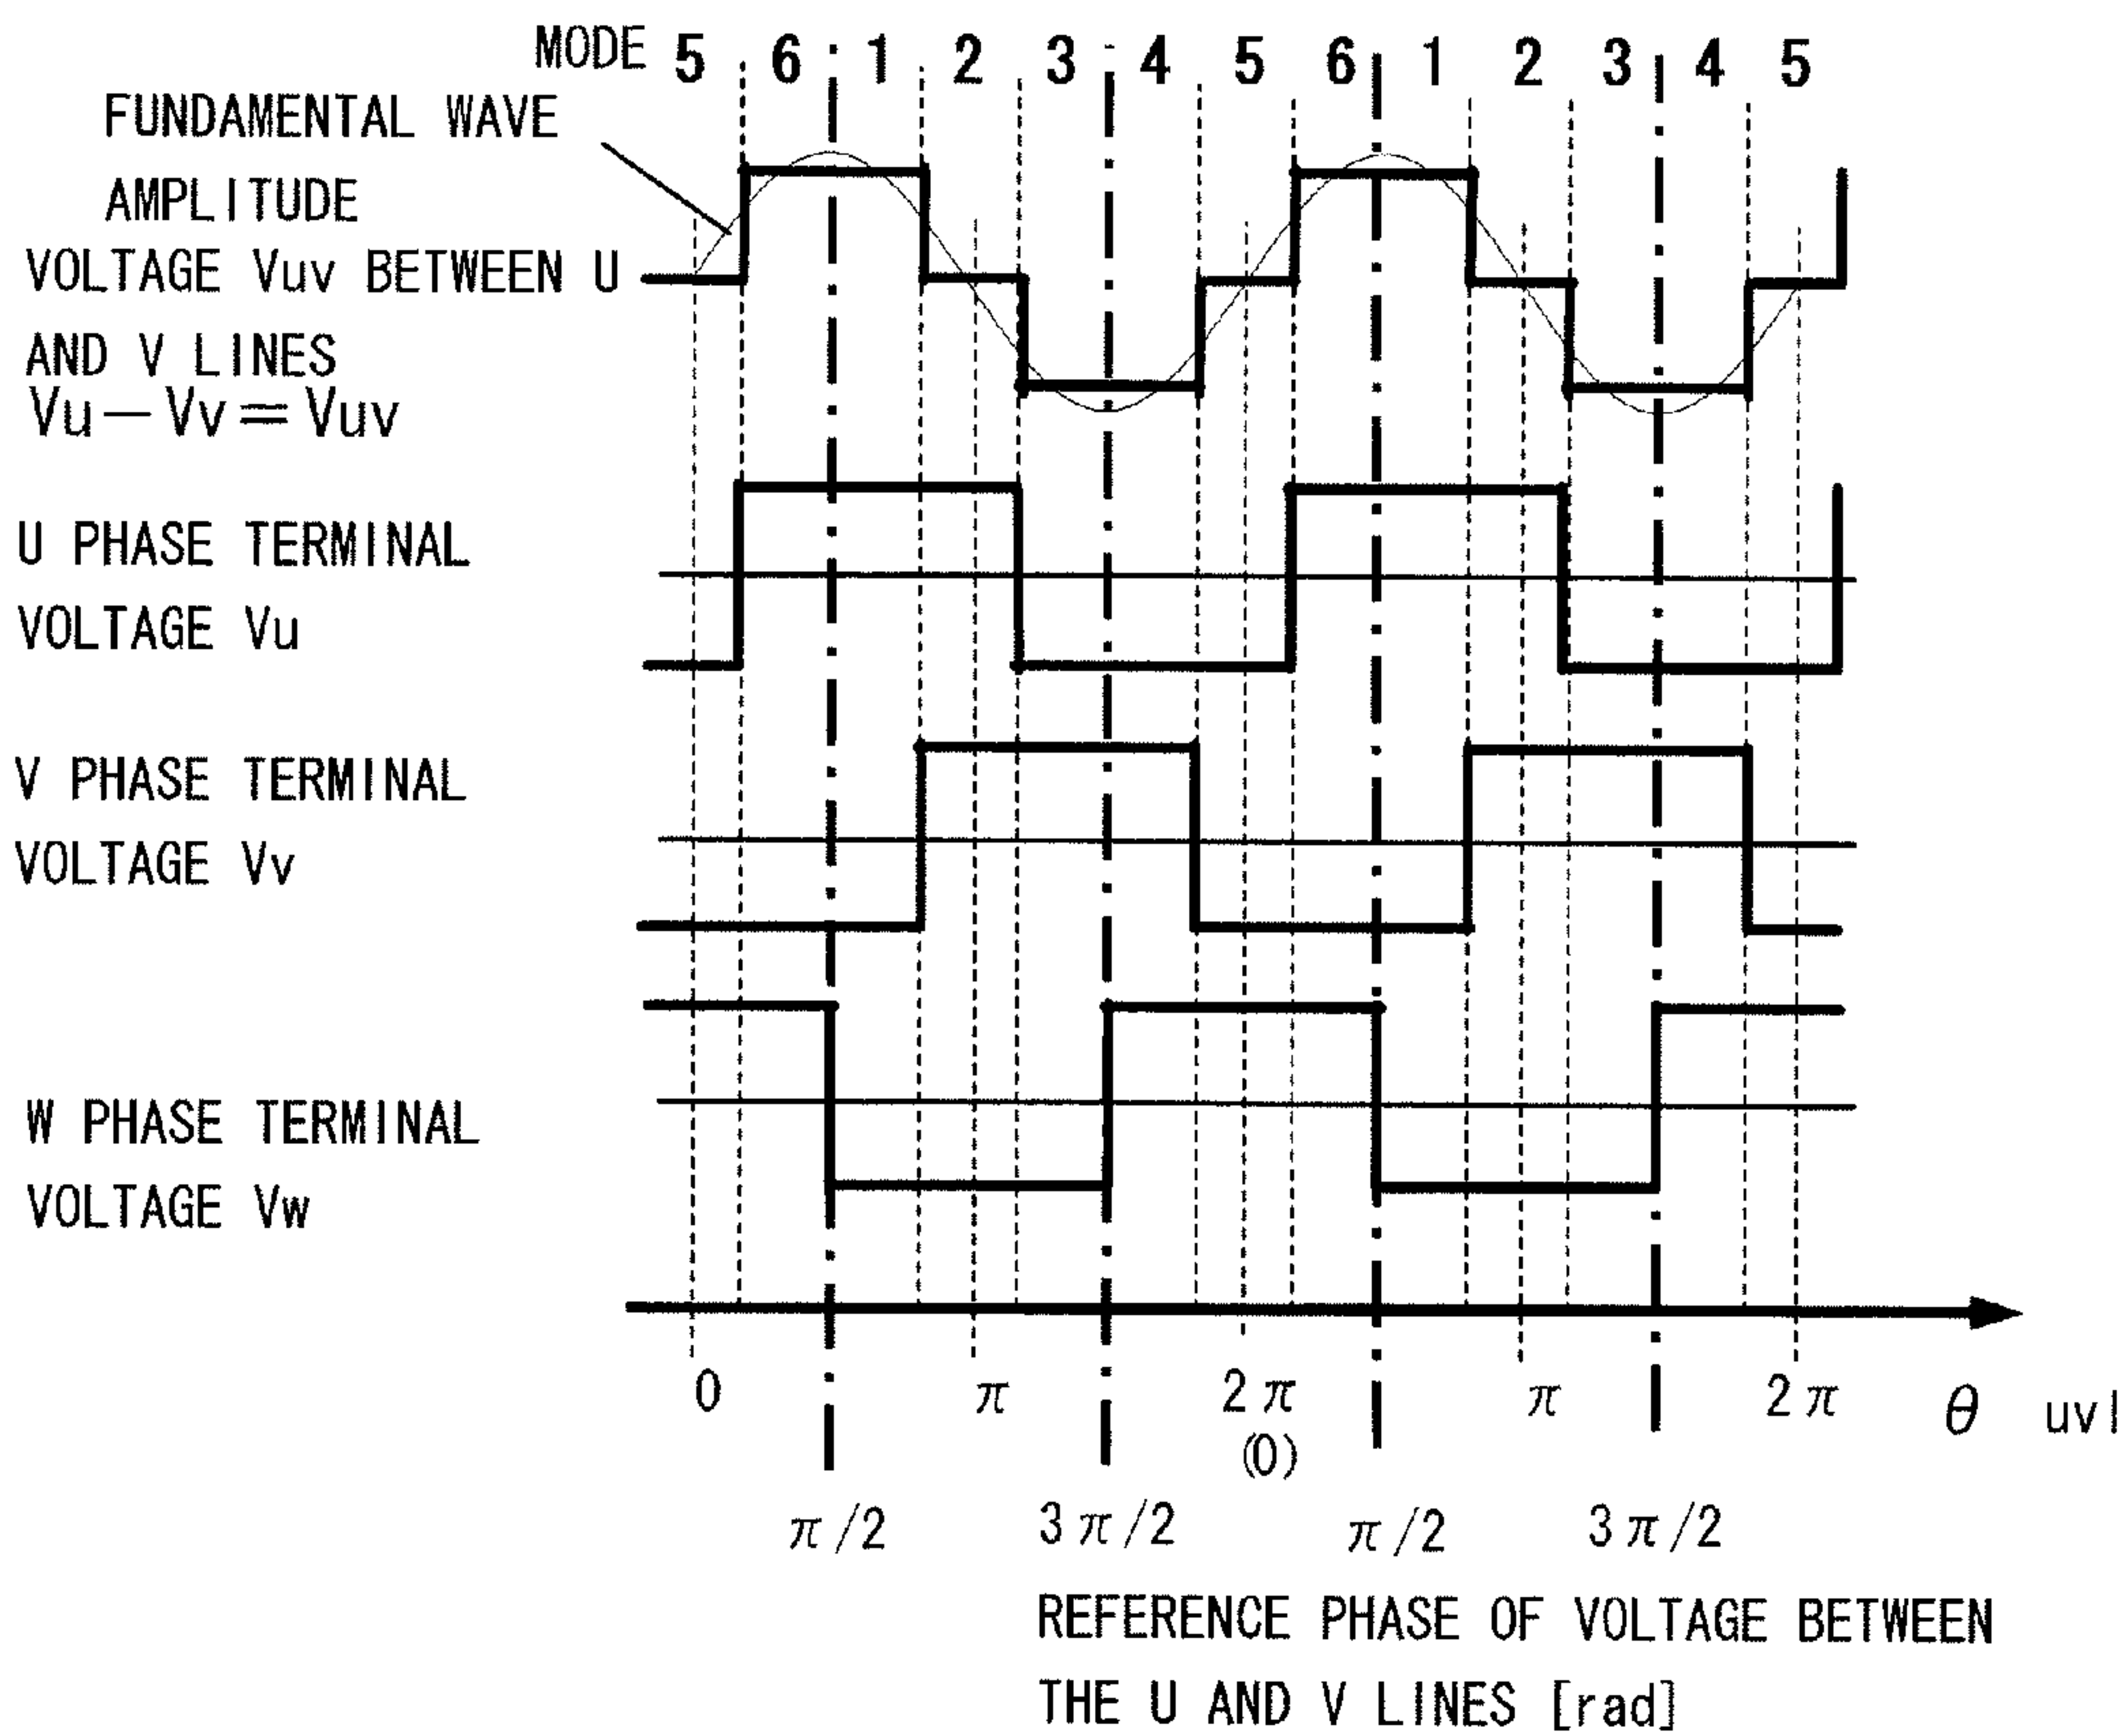 MODE 5 6 1 2 3 4 5 6 1 2 3 4 5
FUNDAMENTAL WAVE
AMPLITUDE
VOLTAGE Vuv BETWEEN U
AND V LINES
Vu−Vv=Vuv
U PHASE TERMINAL
VOLTAGE Vu
V PHASE TERMINAL
VOLTAGE Vv
W PHASE TERMINAL
VOLTAGE Vw
0 π 2π π 2π θ uvl
(0)
π/2 3π/2 π/2 3π/2
REFERENCE PHASE OF VOLTAGE BETWEEN
THE U AND V LINES [rad]